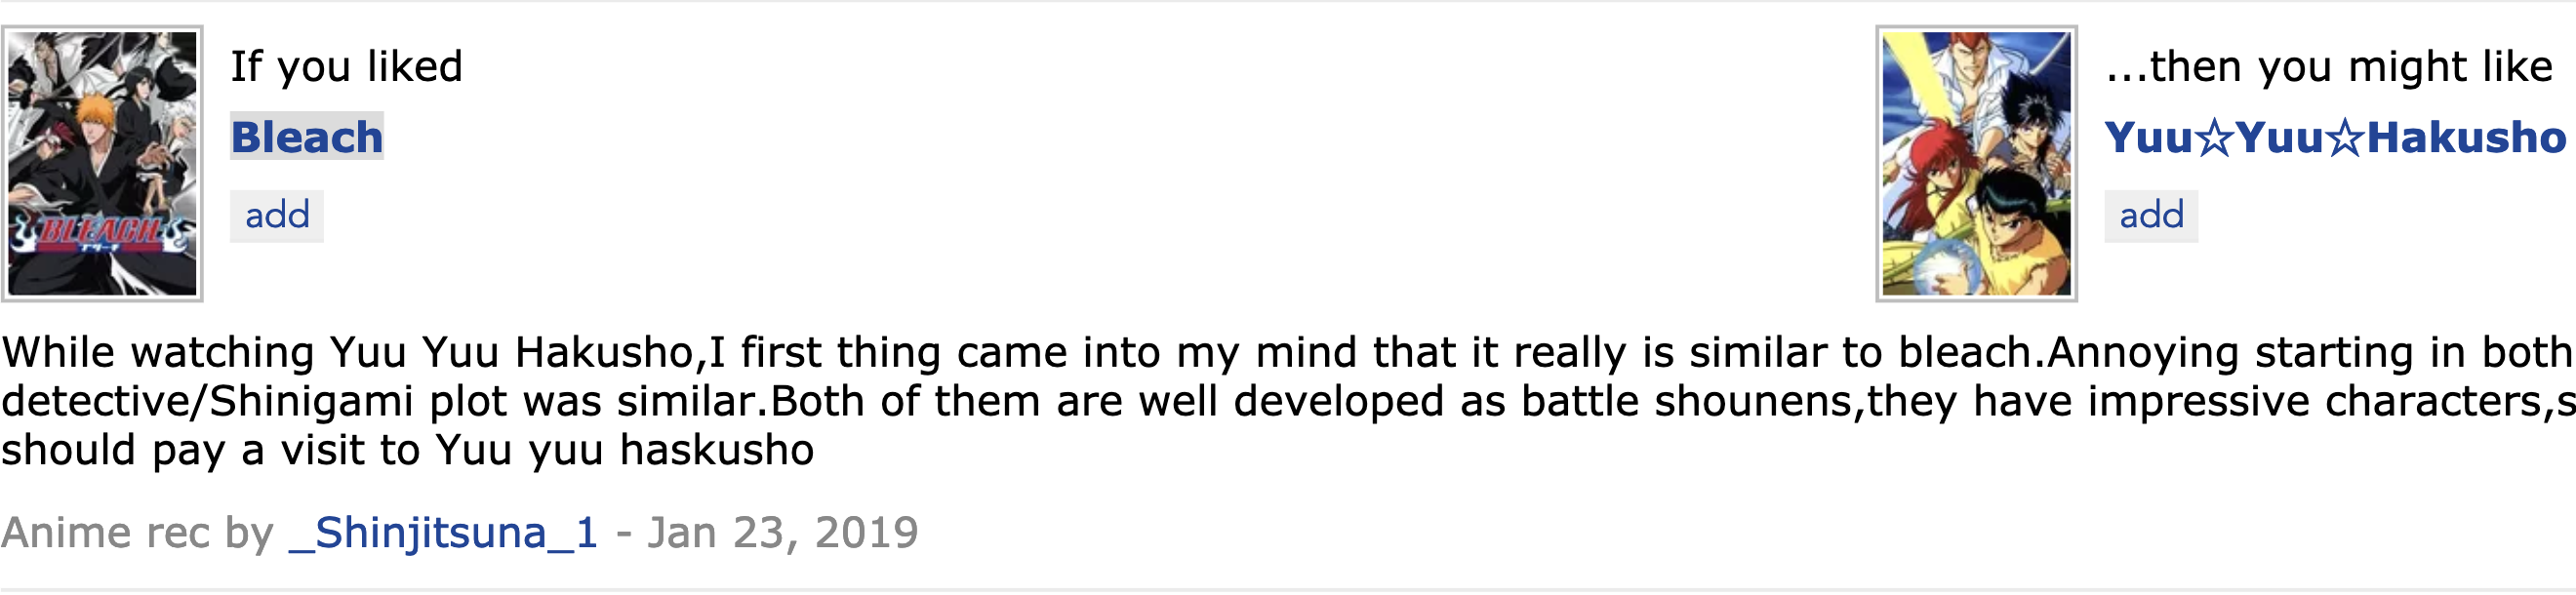 If you liked
Bleach
add
BLEACH
...then you might like
Yuu☆Yuu☆Hakusho
add
While watching Yuu Yuu Hakusho,I first thing came into my mind that it really is similar to bleach.Annoying starting in both
detective/Shinigami plot was similar.Both of them are well developed as battle shounens,they have impressive characters,s
should pay a visit to Yuu yuu haskusho
Anime rec by _Shinjitsuna_1 - Jan 23, 2019